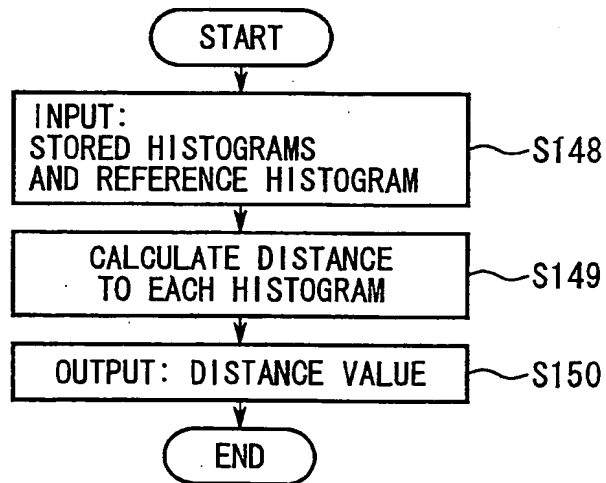 START
INPUT:
STORED HISTOGRAMS
AND REFERENCE HISTOGRAM
S148
CALCULATE DISTANCE
TO EACH HISTOGRAM
S149
OUTPUT: DISTANCE VALUE
S150
END